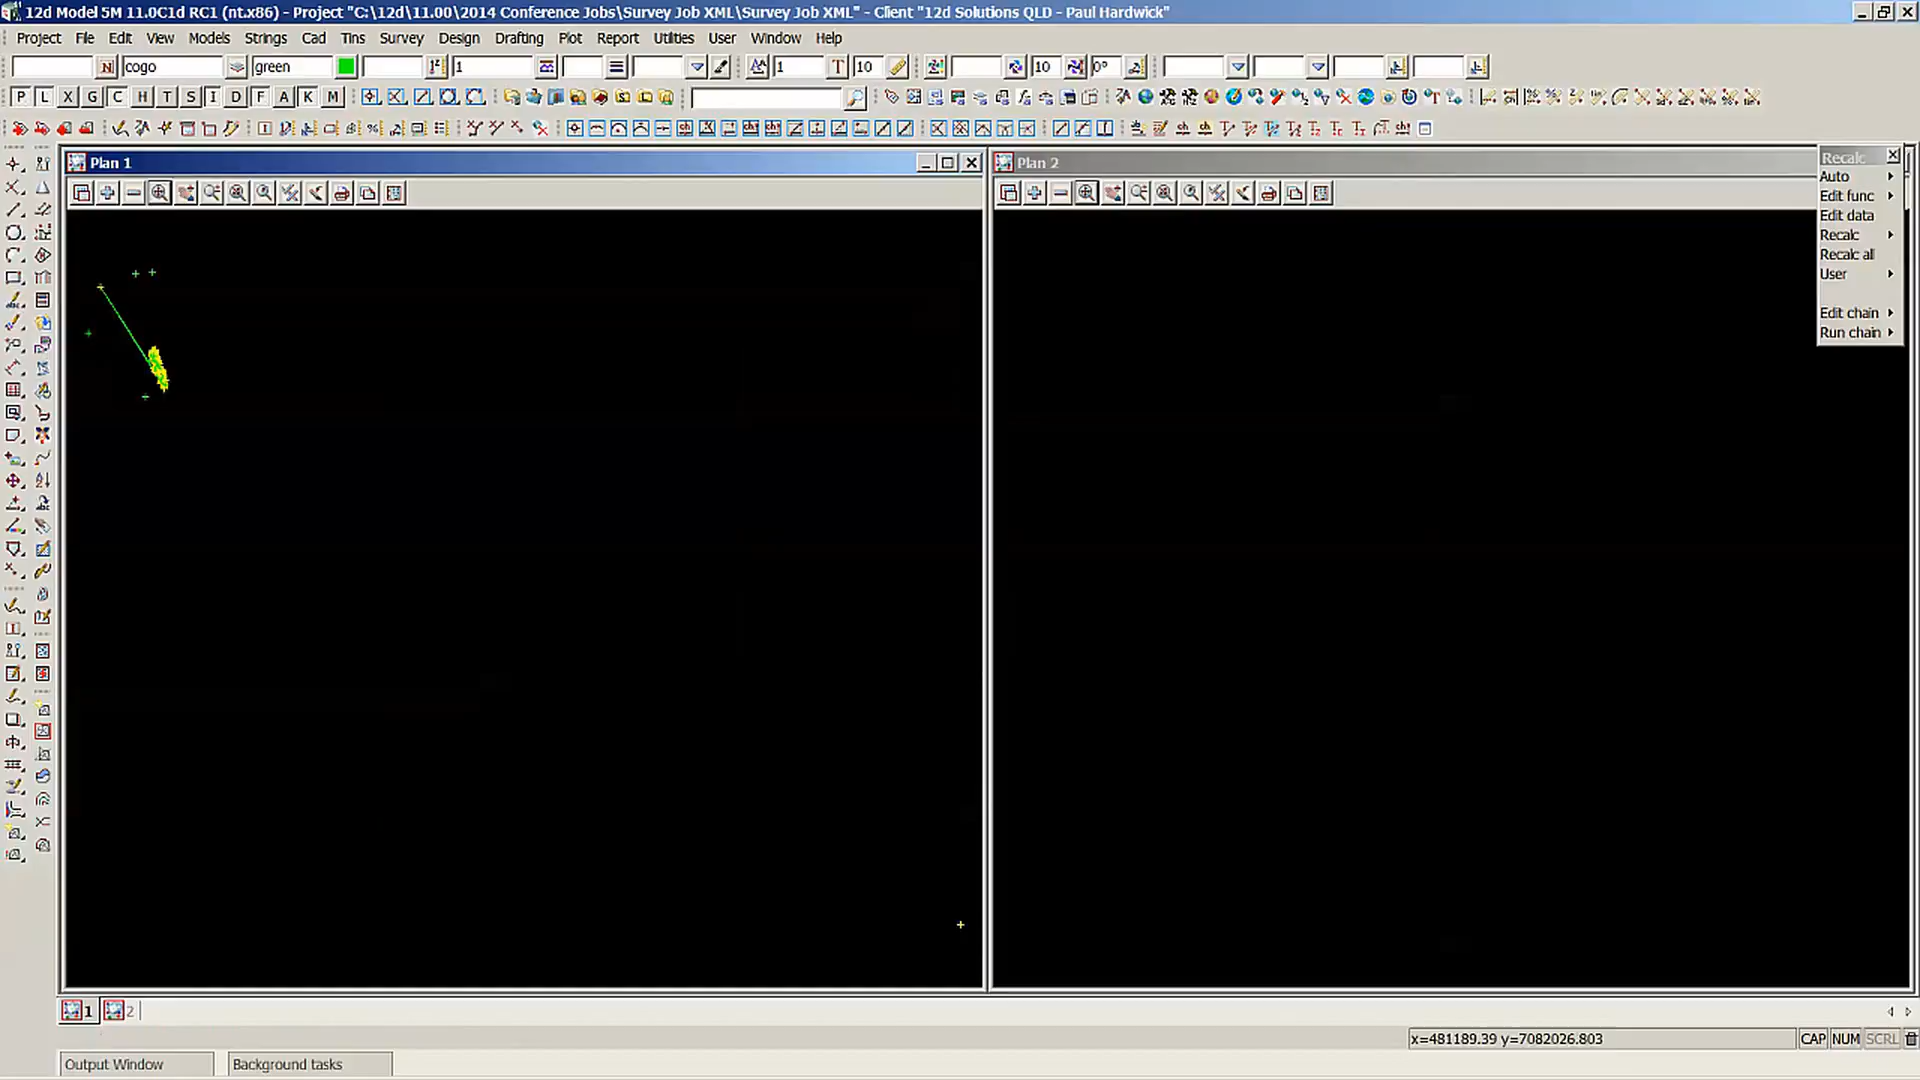 12d Model 5M 11.0C1d RC1 (nt.x86) - Project "C:\12d\11.00\2014 Conference Jobs\Survey Job XML\Survey Job XML" - Client "12d Solutions QLD - Paul Hardwick"
Project File Edit View Models Strings Cad Tins Survey Design Drafting Plot Report Utilities User Window Help
cogo green 1 1 T 10 10 0°
P L X G C H T S I D F A K M
Plan 1
Plan 2
Recalc
Auto
Edit func
Edit data
Recalc
Recalc all
User
Edit chain
Run chain
1 2
x=481189.39 y=7082026.803 CAP NUM SCRL
Output Window Background tasks